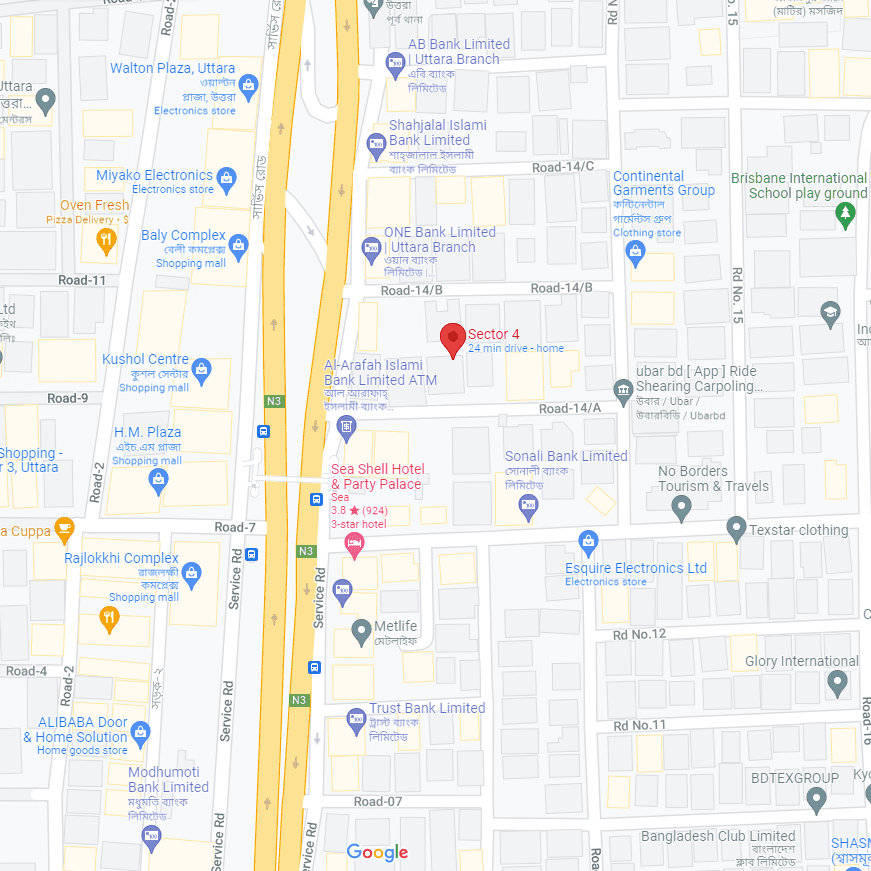 উত্তরা
পূর্ব থানা
(মাটির) মসজিদ
Road-2
সার্ভিস রোড
Rd No.
Rd No. 15
AB Bank Limited
| Uttara Branch
এবি ব্যাংক
লিমিটেড
Walton Plaza, Uttara
ওয়াল্টন
প্লাজা, উত্তরা
Electronics store
Uttara
Shahjalal Islami
Bank Limited
শাহ্জালাল ইসলামী
ব্যাংক লিমিটেড
Road-14/C
Miyako Electronics
Electronics store
সার্ভিস রোড
Continental
Garments Group
কন্টিনেন্টাল
গার্মেন্টস গ্রুপ
Clothing store
Brisbane International
School play ground
Oven Fresh
Pizza Delivery • $
Baly Complex
বেলী কমপ্লেক্স
Shopping mall
ONE Bank Limited
| Uttara Branch
ওয়ান ব্যাংক
লিমিটেড |...
Road-11
Road-14/B
Road-14/B
Rd No. 15
Ltd
Sector 4
24 min drive - home
Kushol Centre
কুশল সেন্টার
Shopping mall
Al-Arafah Islami
Bank Limited ATM
আল আরাফাহ্
ইসলামী ব্যাংক...
ubar bd [ App ] Ride
Shearing Carpoling...
উবার / Ubar /
উবারবিডি / Ubarbd
Road-9
N3
Road-14/A
H.M. Plaza
এইচ.এম প্লাজা
Shopping mall
Shopping -
r 3, Uttara
Road-2
Sea Shell Hotel
& Party Palace
Sea
3.8 ★ (924)
3-star hotel
Sonali Bank Limited
সোনালী ব্যাংক
লিমিটেড
No Borders
Tourism & Travels
a Cuppa
Road-7
Texstar clothing
Rajlokkhi Complex
রাজলক্ষী
কমপ্লেক্স
Shopping mall
Service Rd
N3
Service Rd
Esquire Electronics Ltd
Electronics store
Metlife
মেটলাইফ
Rd No.12
Road-4
Road-2
সড়ক-২
Service Rd
Glory International
N3
Trust Bank Limited
ট্রাস্ট ব্যাংক
লিমিটেড
Rd No.11
Road-16
ALIBABA Door
& Home Solution
Home goods store
Modhumoti
Bank Limited
মধুমতি ব্যাংক
লিমিটেড
BDTEXGROUP
Road-07
Service Rd
Service Rd
Google
Bangladesh Club Limited
বাংলাদেশ
ক্লাব লিমিটেড